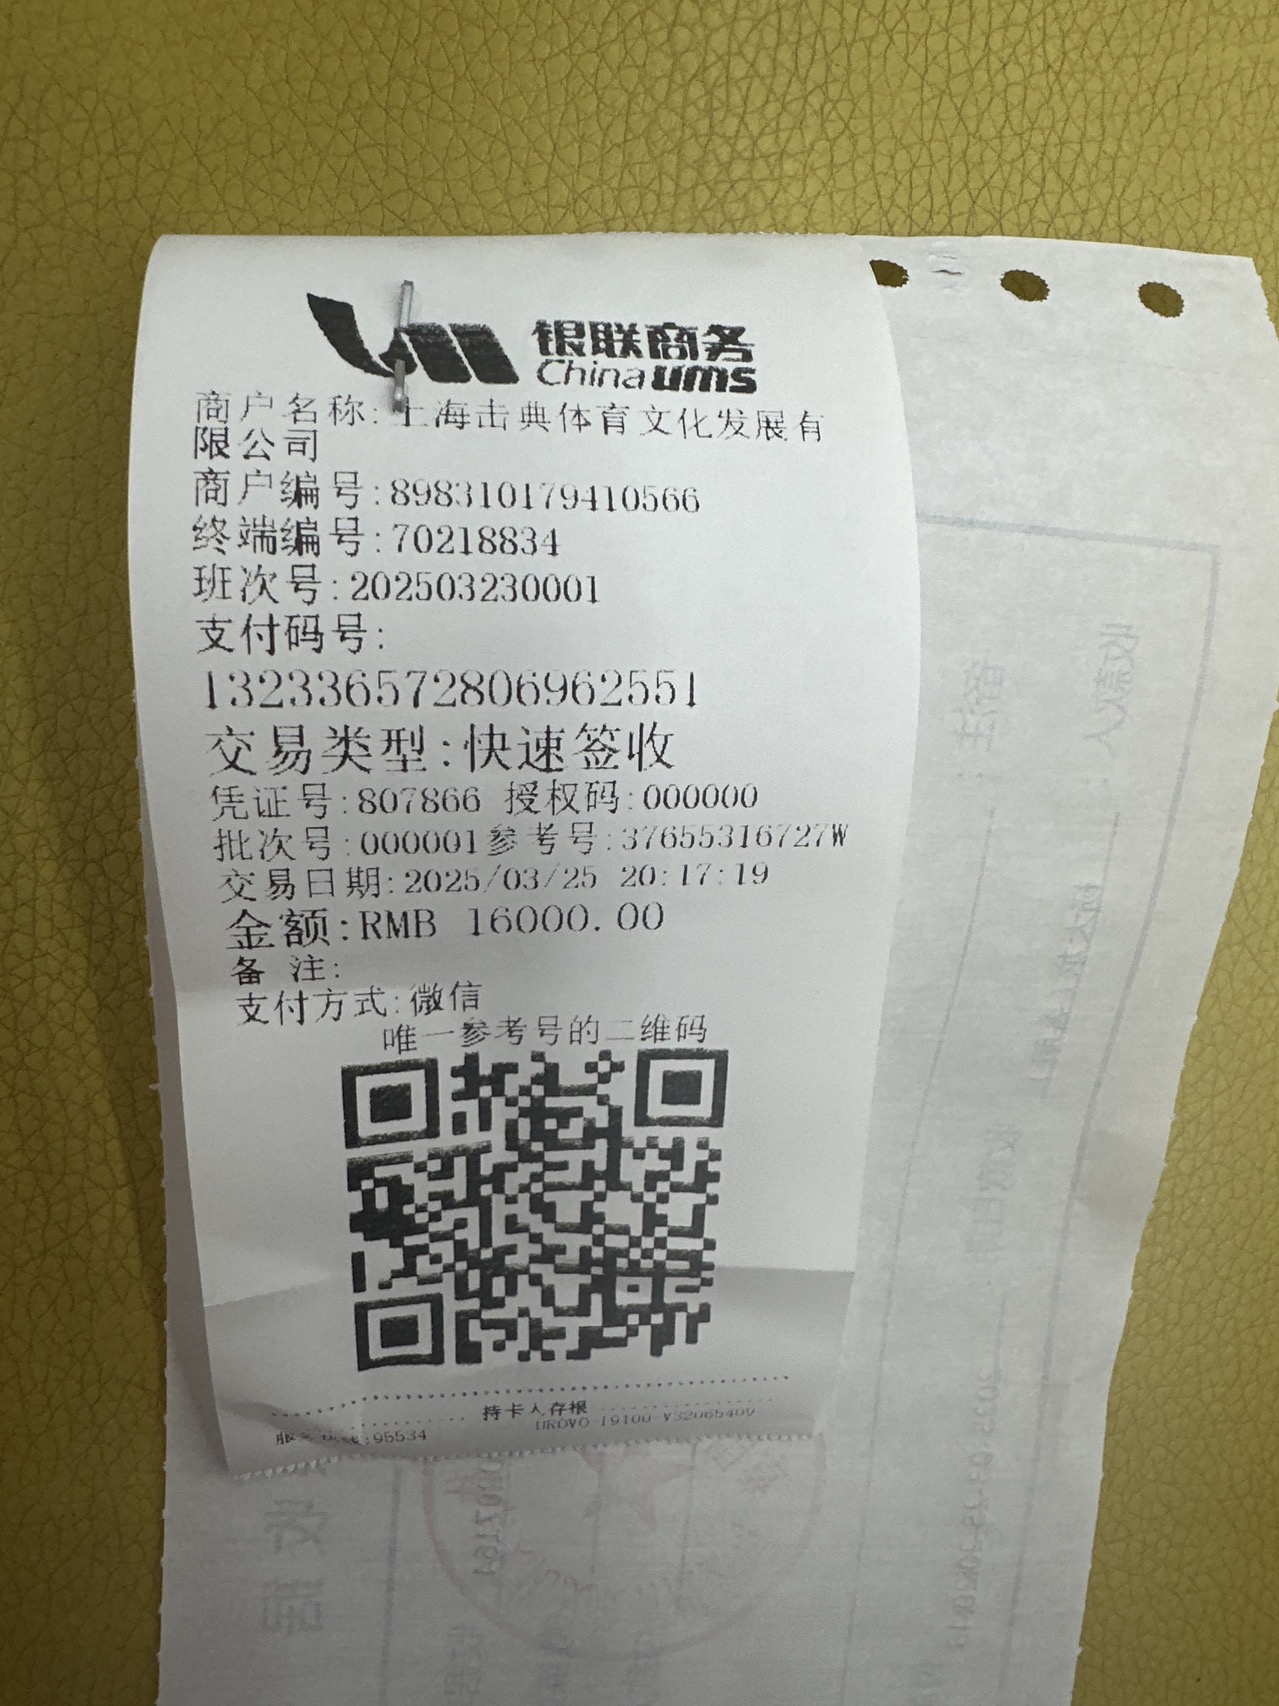 银联商务
China ums
商户名称:上海击典体育文化发展有
限公司
商户编号:898310179410566
终端编号:70218834
班次号:202503230001
支付码号:
132336572806962551
交易类型:快速签收
凭证号:807866 授权码:000000
批次号:000001参考号:37655316727W
交易日期:2025/03/25 20:17:19
金额:RMB 16000.00
备 注:
支付方式:微信
唯一参考号的二维码
持卡人存根
UROVO I9100 V32065409
:95534